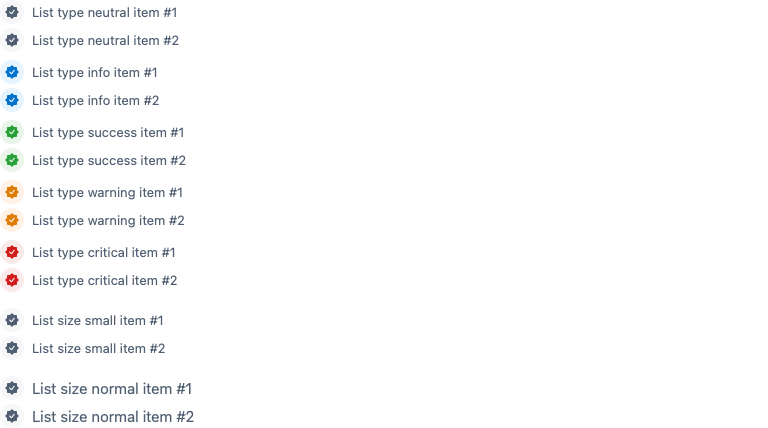 List type neutral item #1
List type neutral item #2
List type info item #1
List type info item #2
List type success item #1
List type success item #2
List type warning item #1
List type warning item #2
List type critical item #1
List type critical item #2
List size small item #1
List size small item #2
List size normal item #1
List size normal item #2